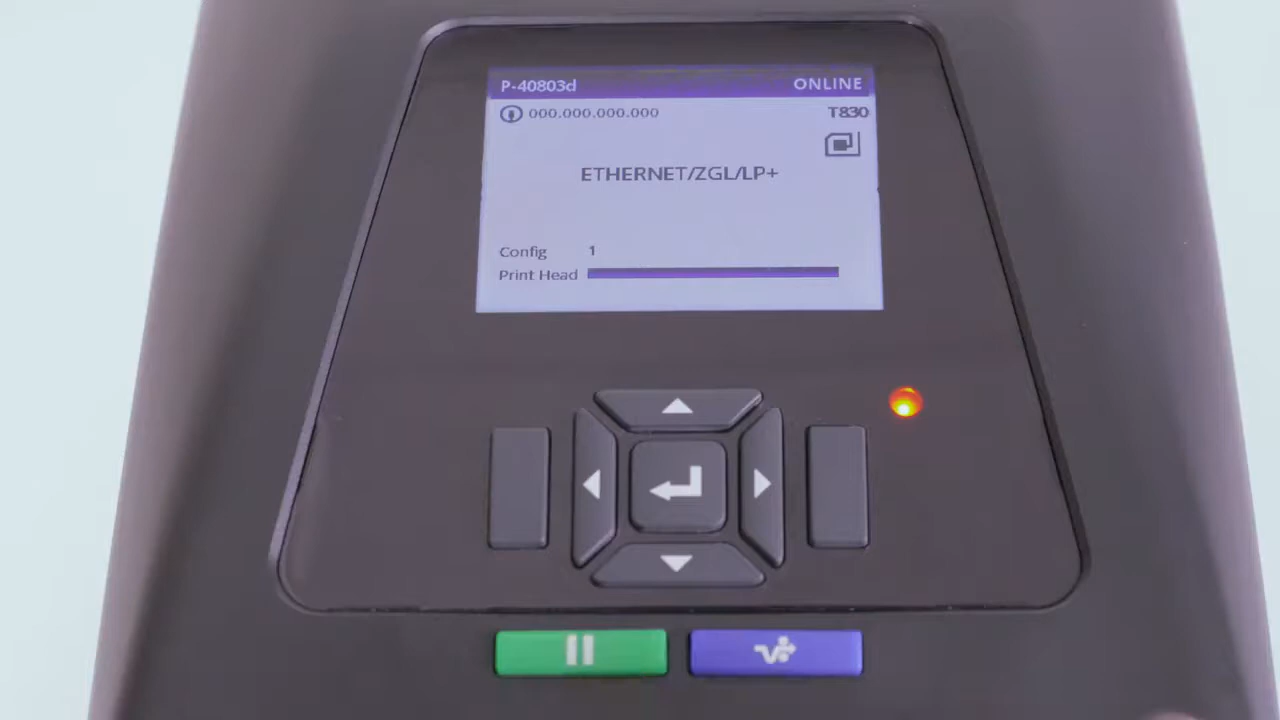 P-40803d ONLINE
000.000.000.000 T830
ETHERNET/ZGL/LP+
Config 1
Print Head